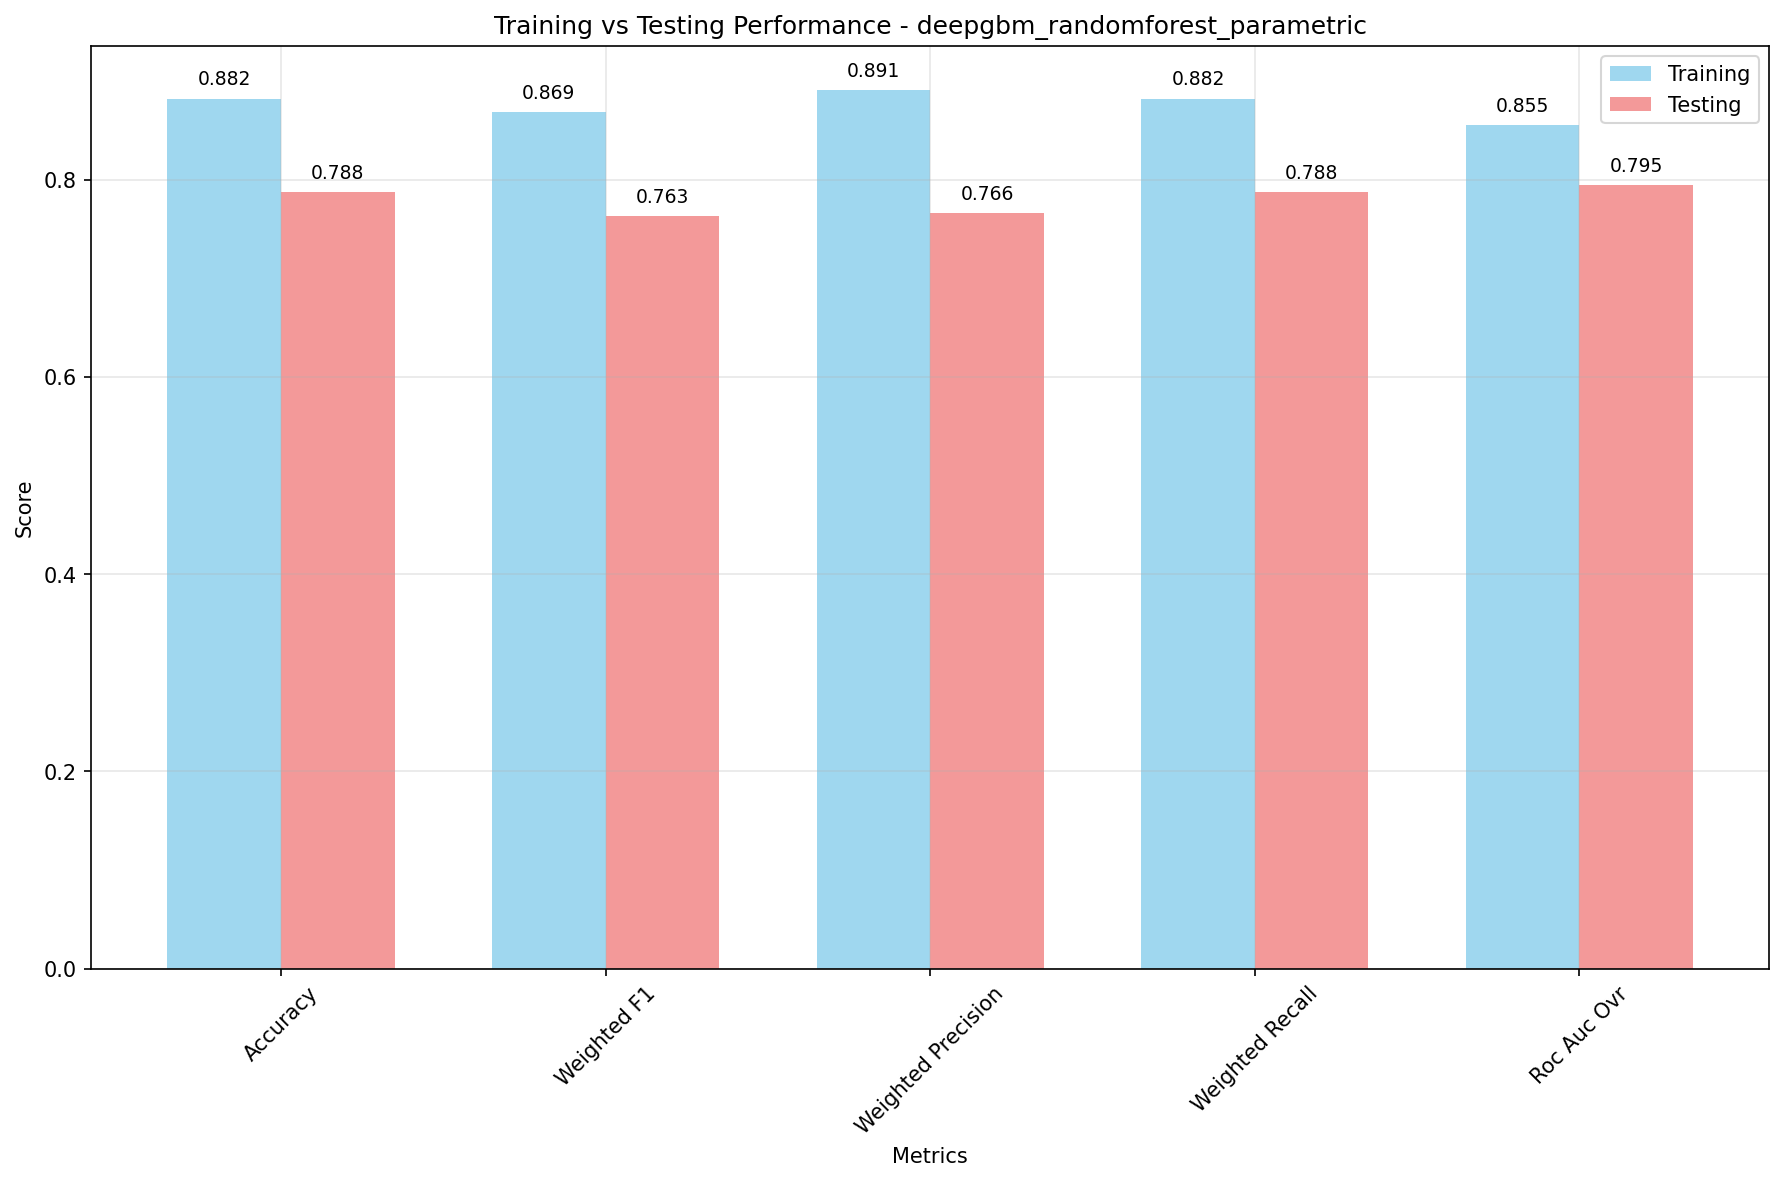 Training vs Testing Performance - deepgbm_randomforest_parametric
Training
Testing
0.882
0.788
0.869
0.763
0.891
0.766
0.882
0.788
0.855
0.795
Score
0.8
0.6
0.4
0.2
0.0
Accuracy
Weighted F1
Weighted Precision
Weighted Recall
Roc Auc Ovr
Metrics